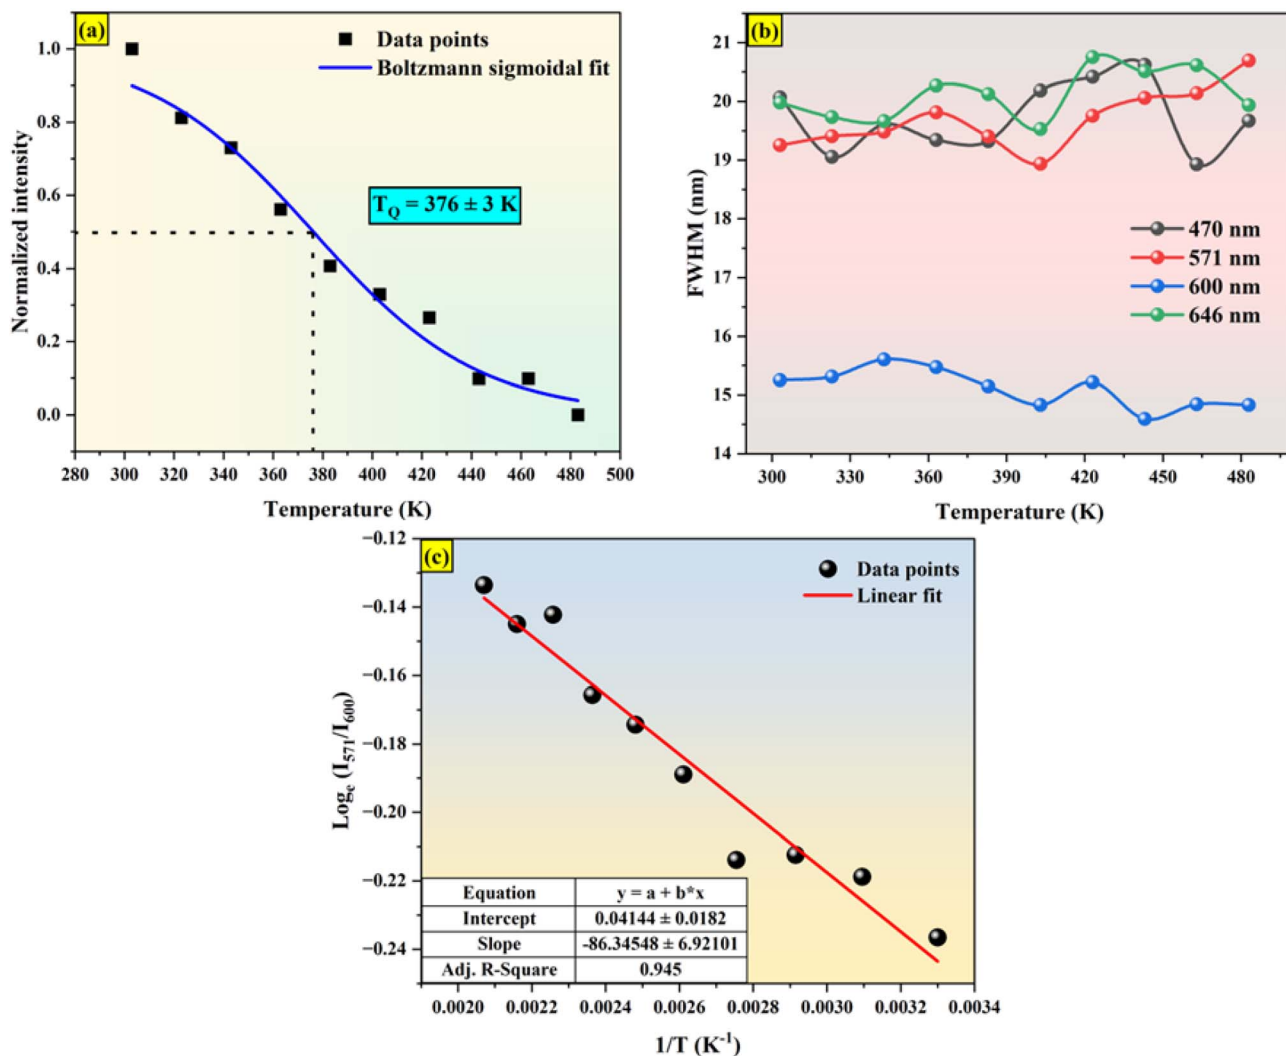 (a)
Data points
Boltzmann sigmoidal fit
T_Q = 376 ± 3 K
Normalized intensity
1.0
0.8
0.6
0.4
0.2
0.0
280 300 320 340 360 380 400 420 440 460 480 500
Temperature (K)
(b)
FWHM (nm)
21
20
19
18
17
16
15
14
470 nm
571 nm
600 nm
646 nm
300 330 360 390 420 450 480
Temperature (K)
(c)
Data points
Linear fit
Log_e (I_571/I_600)
−0.12
−0.14
−0.16
−0.18
−0.20
−0.22
−0.24
Equation y = a + b*x
Intercept 0.04144 ± 0.0182
Slope -86.34548 ± 6.92101
Adj. R-Square 0.945
0.0020 0.0022 0.0024 0.0026 0.0028 0.0030 0.0032 0.0034
1/T (K⁻¹)